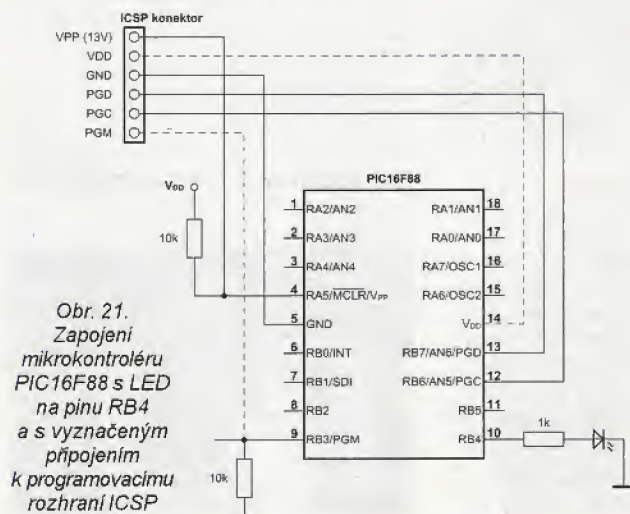 ICSP konektor
VPP (13V)
VDD
GND
PGD
PGC
PGM
PIC16F88
VDD
10k
1 RA2/AN2
2 RA3/AN3
3 RA4/AN4
4 RA5/MCLR/VPP
5 GND
6 RB0/INT
7 RB1/SDI
8 RB2
9 RB3/PGM
RA1/AN1 18
RA0/AN0 17
RA7/OSC1 16
RA6/OSC2 15
VDD 14
RB7/AN6/PGD 13
RB6/AN5/PGC 12
RB5 11
RB4 10
1k
10k
Obr. 21.
Zapojení
mikrokontroléru
PIC16F88 s LED
na pinu RB4
a s vyznačeným
připojením
k programovacímu
rozhraní ICSP